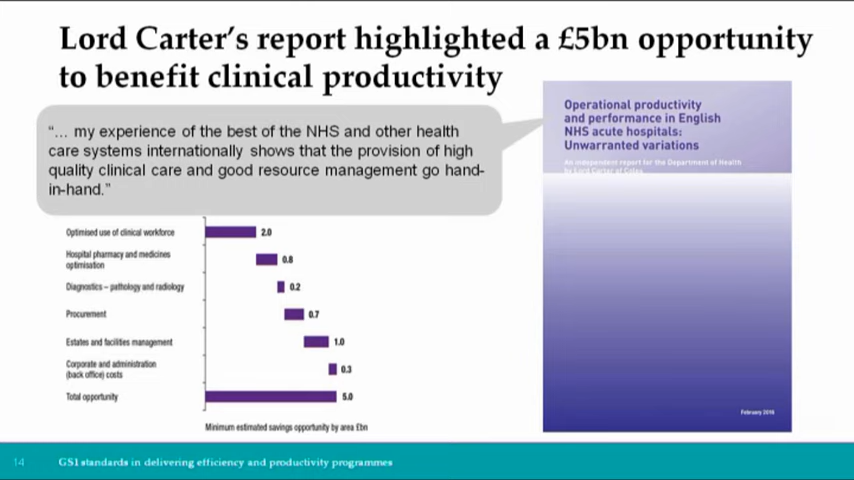 Lord Carter's report highlighted a £5bn opportunity
to benefit clinical productivity
"... my experience of the best of the NHS and other health
care systems internationally shows that the provision of high
quality clinical care and good resource management go hand-
in-hand."
Operational productivity
and performance in English
NHS acute hospitals:
Unwarranted variations
An independent report for the Department of Health
by Lord Carter of Coles
Optimised use of clinical workforce 2.0
Hospital pharmacy and medicines
optimisation 0.8
Diagnostics – pathology and radiology 0.2
Procurement 0.7
Estates and facilities management 1.0
Corporate and administration
(back office) costs 0.3
Total opportunity 5.0
Minimum estimated savings opportunity by area £bn
February 2016
14 GS1 standards in delivering efficiency and productivity programmes